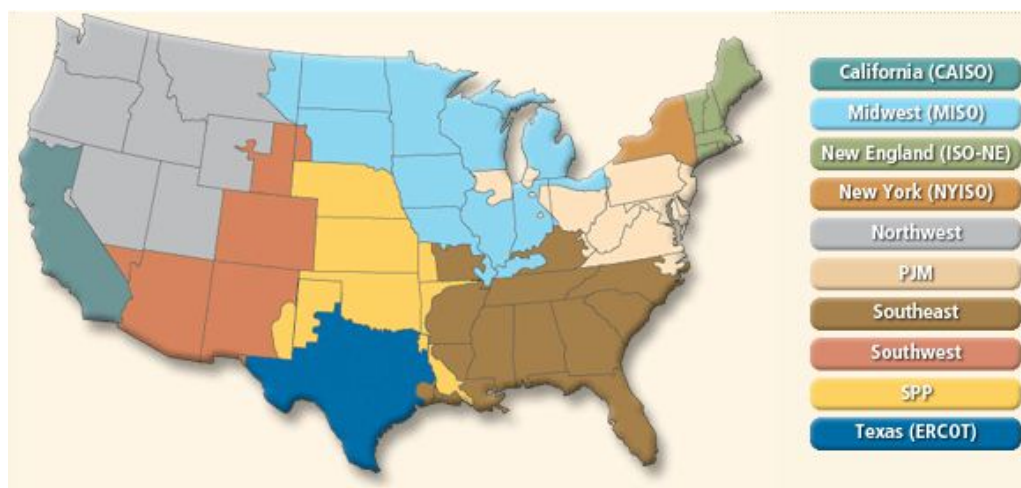 California (CAISO)
Midwest (MISO)
New England (ISO-NE)
New York (NYISO)
Northwest
PJM
Southeast
Southwest
SPP
Texas (ERCOT)